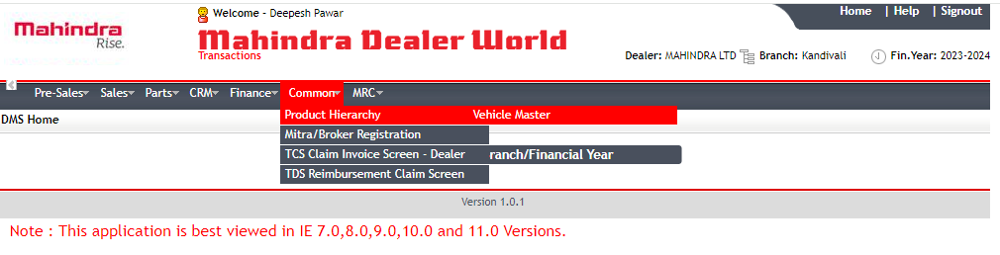 Mahindra
Rise.
Welcome - Deepesh Pawar
Mahindra Dealer World
Transactions
Home | Help | Signout
Dealer: MAHINDRA LTD Branch: Kandivali Fin.Year: 2023-2024
Pre-Sales Sales Parts CRM Finance Common MRC
Product Hierarchy Vehicle Master
DMS Home
Mitra/Broker Registration
TCS Claim Invoice Screen - Dealer ranch/Financial Year
TDS Reimbursement Claim Screen
Version 1.0.1
Note : This application is best viewed in IE 7.0,8.0,9.0,10.0 and 11.0 Versions.